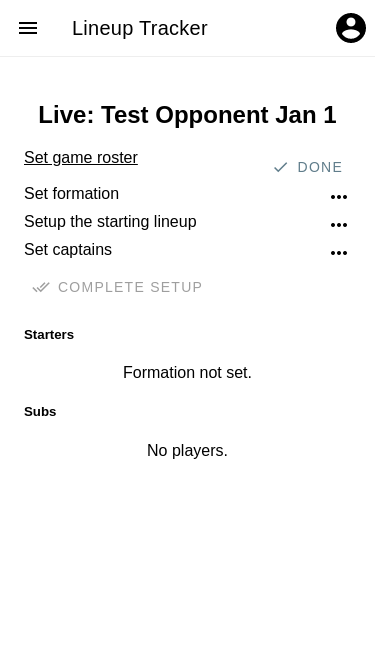 Lineup Tracker
Live: Test Opponent Jan 1
Set game roster
DONE
Set formation
Setup the starting lineup
Set captains
COMPLETE SETUP
Starters
Formation not set.
Subs
No players.